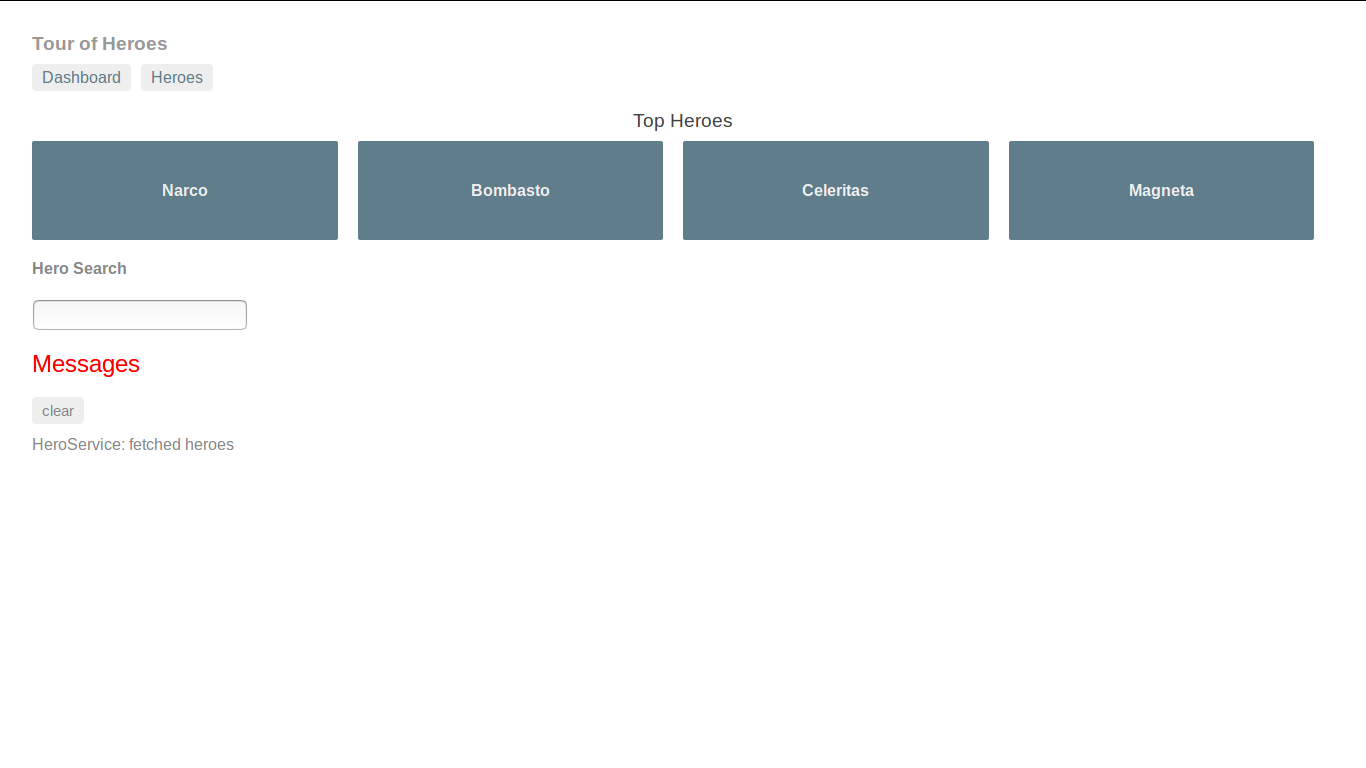 Tour of Heroes
Dashboard Heroes
Top Heroes
Narco Bombasto Celeritas Magneta
Hero Search
Messages
clear
HeroService: fetched heroes